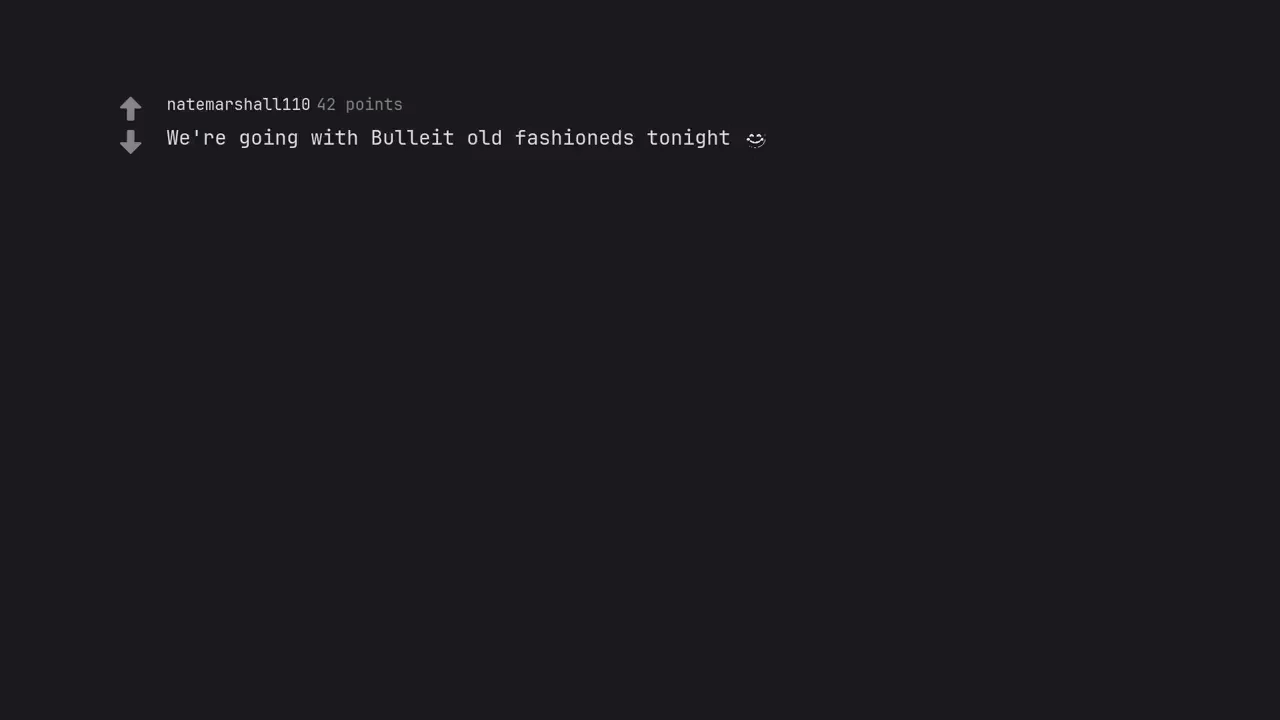 natemarshall110 42 points
We're going with Bulleit old fashioneds tonight 😊